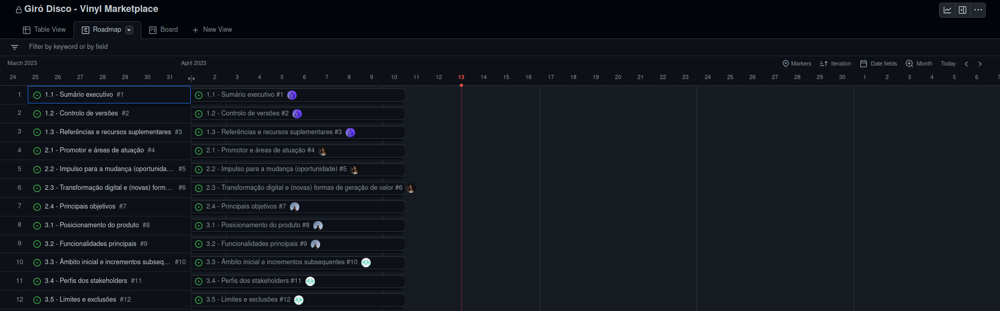 Giró Disco - Vinyl Marketplace
Table View Roadmap Board New View
Filter by keyword or by field
March 2023 April 2023 Markers Iteration Date fields Month Today
24 25 26 27 28 29 30 31 2 3 4 5 6 7 8 9 10 11 12 13 14 15 16 17 18 19 20 21 22 23 24 25 26 27 28 29 30 1 2 3 4 5 6 7
1 1.1 - Sumário executivo #1 1.1 - Sumário executivo #1
2 1.2 - Controlo de versões #2 1.2 - Controlo de versões #2
3 1.3 - Referências e recursos suplementares #3 1.3 - Referências e recursos suplementares #3
4 2.1 - Promotor e áreas de atuação #4 2.1 - Promotor e áreas de atuação #4
5 2.2 - Impulso para a mudança (oportunida... #5 2.2 - Impulso para a mudança (oportunidade) #5
6 2.3 - Transformação digital e (novas) form... #6 2.3 - Transformação digital e (novas) formas de geração de valor #6
7 2.4 - Principais objetivos #7 2.4 - Principais objetivos #7
8 3.1 - Posicionamento do produto #8 3.1 - Posicionamento do produto #8
9 3.2 - Funcionalidades principais #9 3.2 - Funcionalidades principais #9
10 3.3 - Âmbito inicial e incrementos subseq... #10 3.3 - Âmbito inicial e incrementos subsequentes #10
11 3.4 - Perfis dos stakeholders #11 3.4 - Perfis dos stakeholders #11
12 3.5 - Limites e exclusões #12 3.5 - Limites e exclusões #12